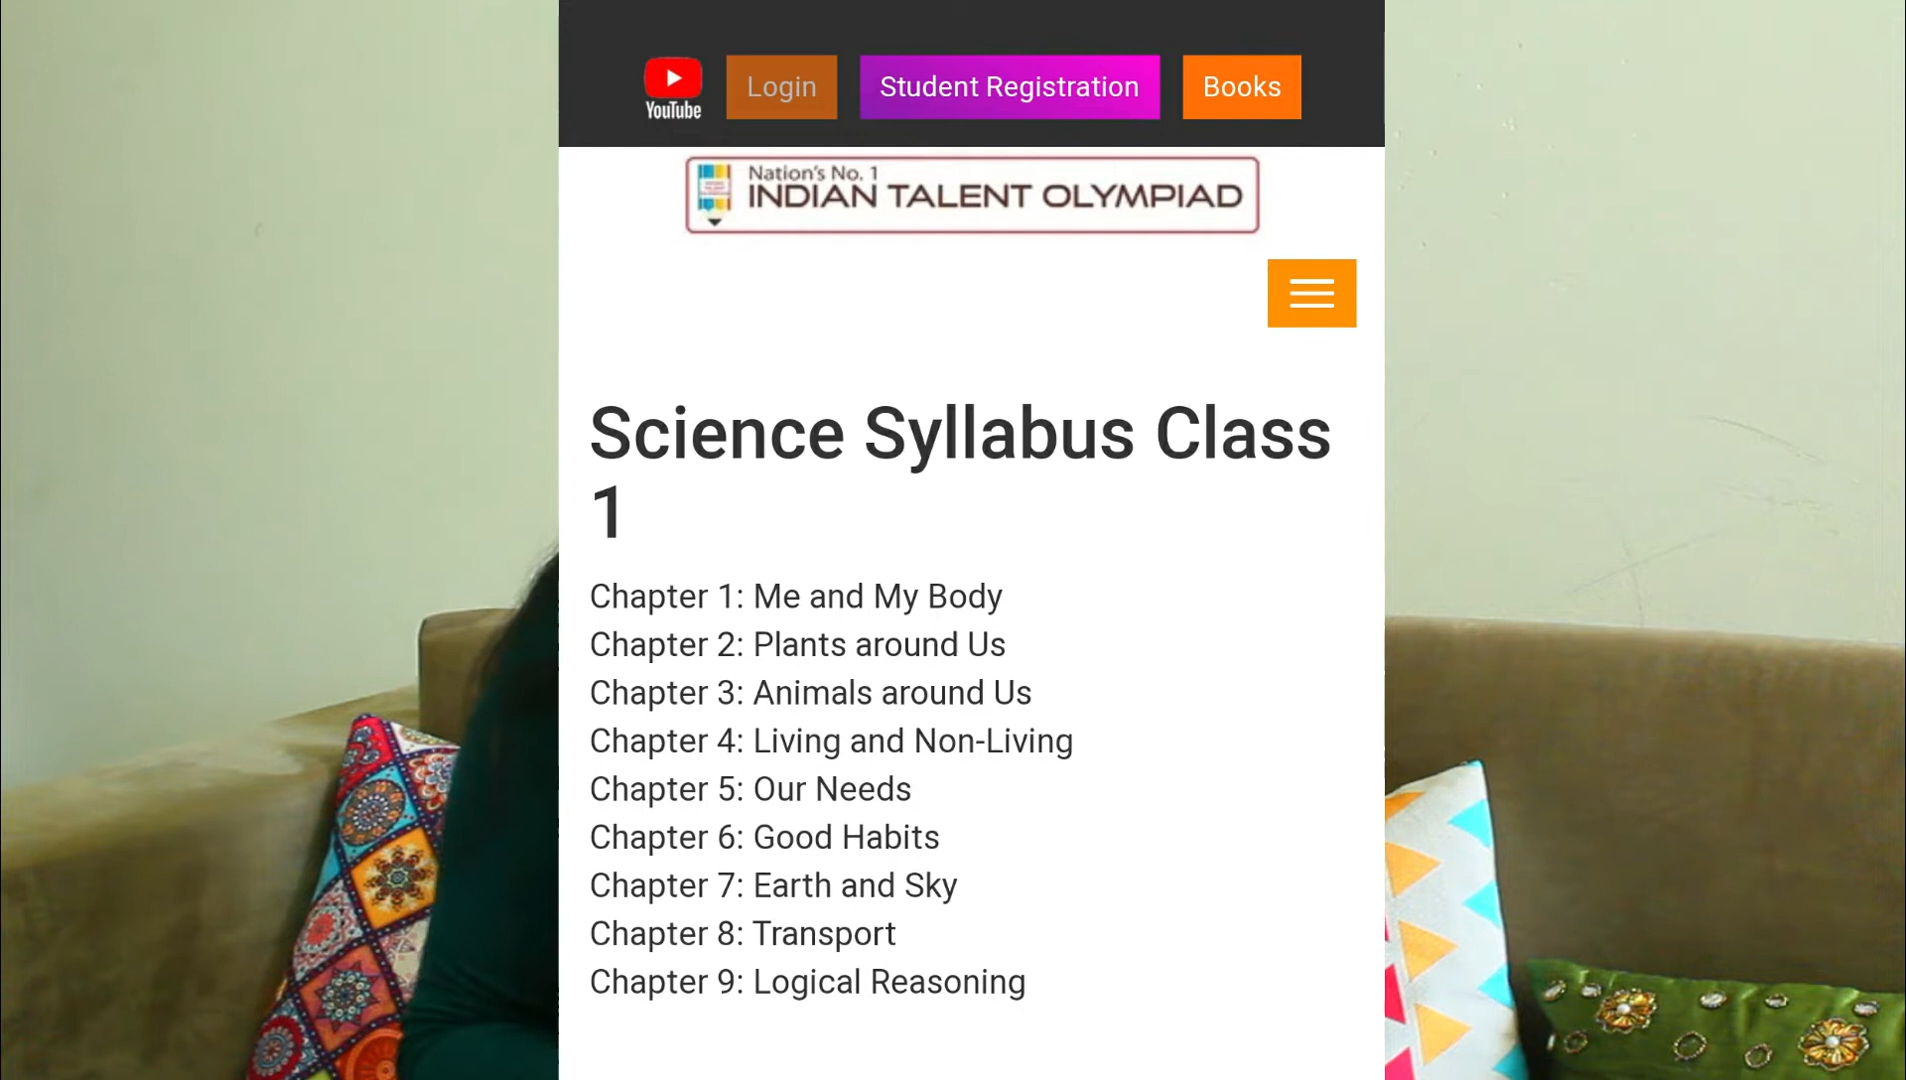 YouTube
Login
Student Registration
Books
Nation's No. 1
INDIAN TALENT OLYMPIAD
Science Syllabus Class
1
Chapter 1: Me and My Body
Chapter 2: Plants around Us
Chapter 3: Animals around Us
Chapter 4: Living and Non-Living
Chapter 5: Our Needs
Chapter 6: Good Habits
Chapter 7: Earth and Sky
Chapter 8: Transport
Chapter 9: Logical Reasoning